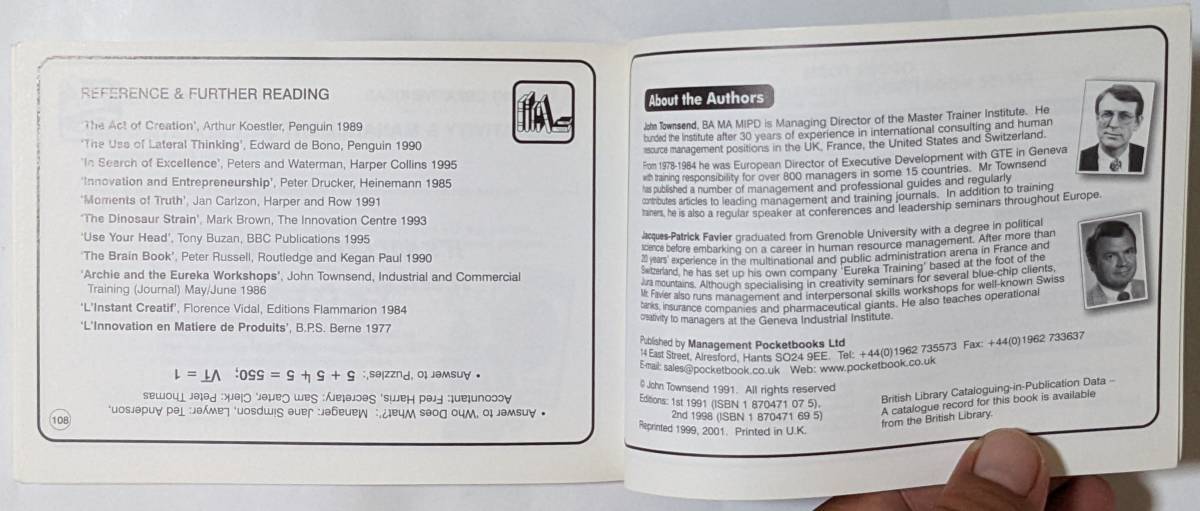 REFERENCE & FURTHER READING
'The Act of Creation', Arthur Koestler, Penguin 1989
'The Use of Lateral Thinking', Edward de Bono, Penguin 1990
'In Search of Excellence', Peters and Waterman, Harper Collins 1995
'Innovation and Entrepreneurship', Peter Drucker, Heinemann 1985
'Moments of Truth', Jan Carlzon, Harper and Row 1991
'The Dinosaur Strain', Mark Brown, The Innovation Centre 1993
'Use Your Head', Tony Buzan, BBC Publications 1995
'The Brain Book', Peter Russell, Routledge and Kegan Paul 1990
'Archie and the Eureka Workshops', John Townsend, Industrial and Commercial
Training (Journal) May/June 1986
'L'Instant Creatif', Florence Vidal, Editions Flammarion 1984
'L'Innovation en Matiere de Produits', B.P.S. Berne 1977
• Answer to 'Who Does What?': Manager: Jane Simpson, Lawyer: Ted Anderson,
Accountant: Fred Harris, Secretary: Sam Carter, Clerk: Peter Thomas
• Answer to 'Puzzles': 5 + 5 4 5 = 550; √1 = 1
108
About the Authors
John Townsend, BA MA MIPD is Managing Director of the Master Trainer Institute. He
founded the Institute after 30 years of experience in international consulting and human
resource management positions in the UK, France, the United States and Switzerland.
From 1978-1984 he was European Director of Executive Development with GTE in Geneva
with training responsibility for over 800 managers in some 15 countries. Mr Townsend
has published a number of management and professional guides and regularly
contributes articles to leading management and training journals. In addition to training
trainers, he is also a regular speaker at conferences and leadership seminars throughout Europe.
Jacques-Patrick Favier graduated from Grenoble University with a degree in political
science before embarking on a career in human resource management. After more than
20 years' experience in the multinational and public administration arena in France and
Switzerland, he has set up his own company 'Eureka Training' based at the foot of the
Jura mountains. Although specialising in creativity seminars for several blue-chip clients,
Mr Favier also runs management and interpersonal skills workshops for well-known Swiss
banks, insurance companies and pharmaceutical giants. He also teaches operational
creativity to managers at the Geneva Industrial Institute.
Published by Management Pocketbooks Ltd
14 East Street, Alresford, Hants SO24 9EE. Tel: +44(0)1962 735573 Fax: +44(0)1962 733637
E-mail: sales@pocketbook.co.uk Web: www.pocketbook.co.uk
© John Townsend 1991. All rights reserved
Editions: 1st 1991 (ISBN 1 870471 07 5),
2nd 1998 (ISBN 1 870471 69 5)
Reprinted 1999, 2001. Printed in U.K.
British Library Cataloguing-in-Publication Data –
A catalogue record for this book is available
from the British Library.